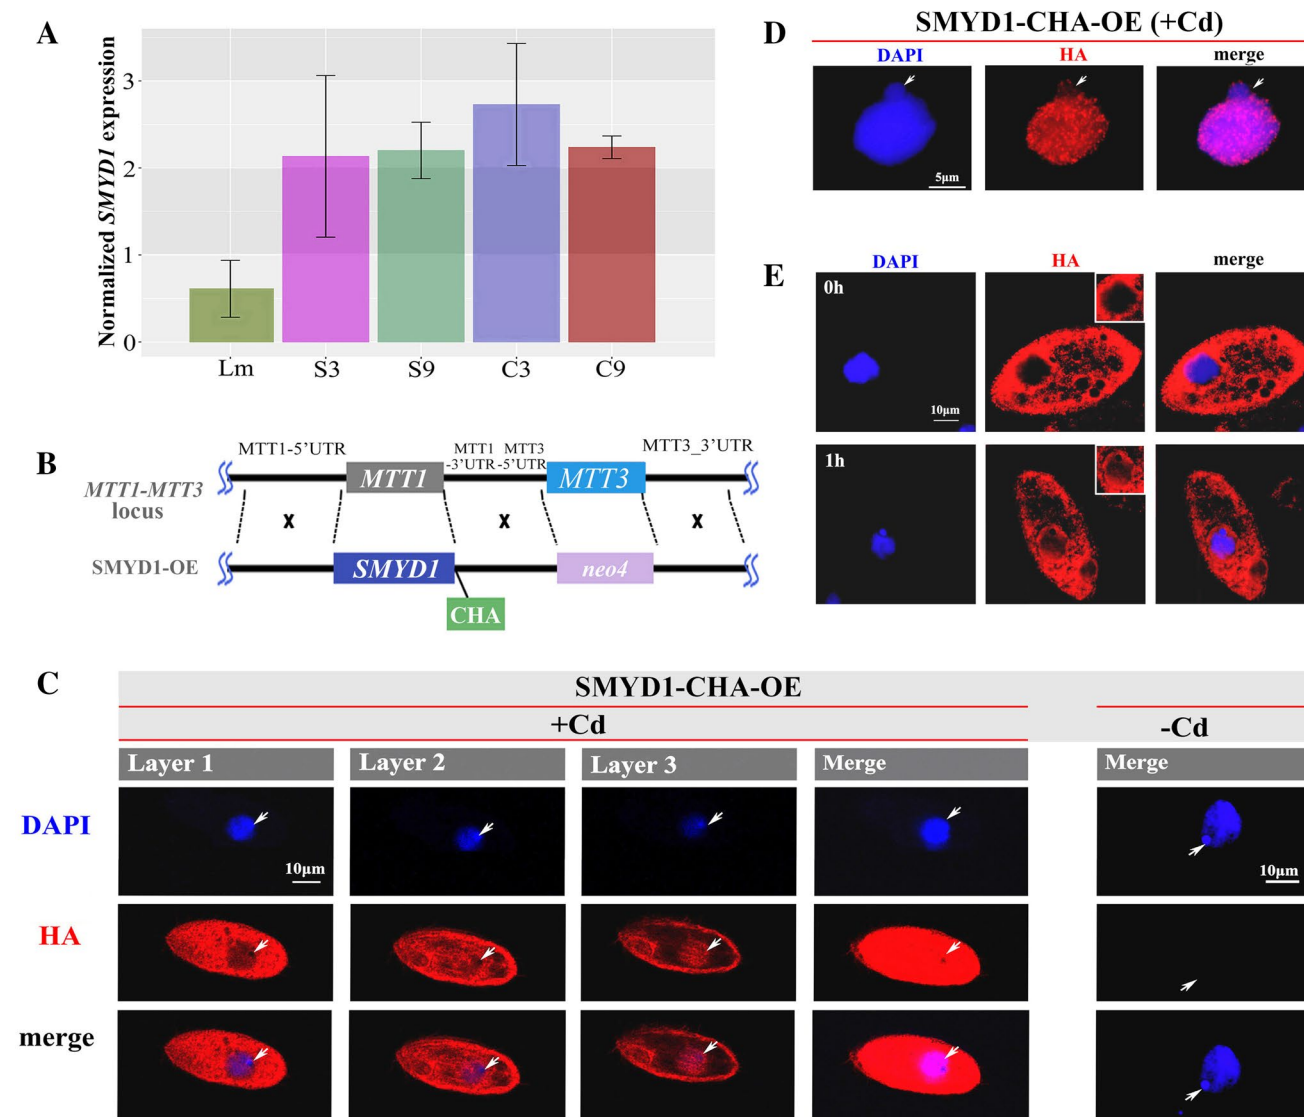 A
Normalized SMYD1 expression
3
2
1
0
Lm S3 S9 C3 C9
B
MTT1-5’UTR MTT1 MTT3 MTT3_3’UTR
-3’UTR -5’UTR
MTT1 MTT3
MTT1-MTT3
locus
x x x
SMYD1-OE SMYD1 neo4
CHA
C
SMYD1-CHA-OE
+Cd -Cd
Layer 1 Layer 2 Layer 3 Merge Merge
DAPI
10μm 10μm
HA
merge
D
SMYD1-CHA-OE (+Cd)
DAPI HA merge
5μm
E
DAPI HA merge
0h
10μm
1h